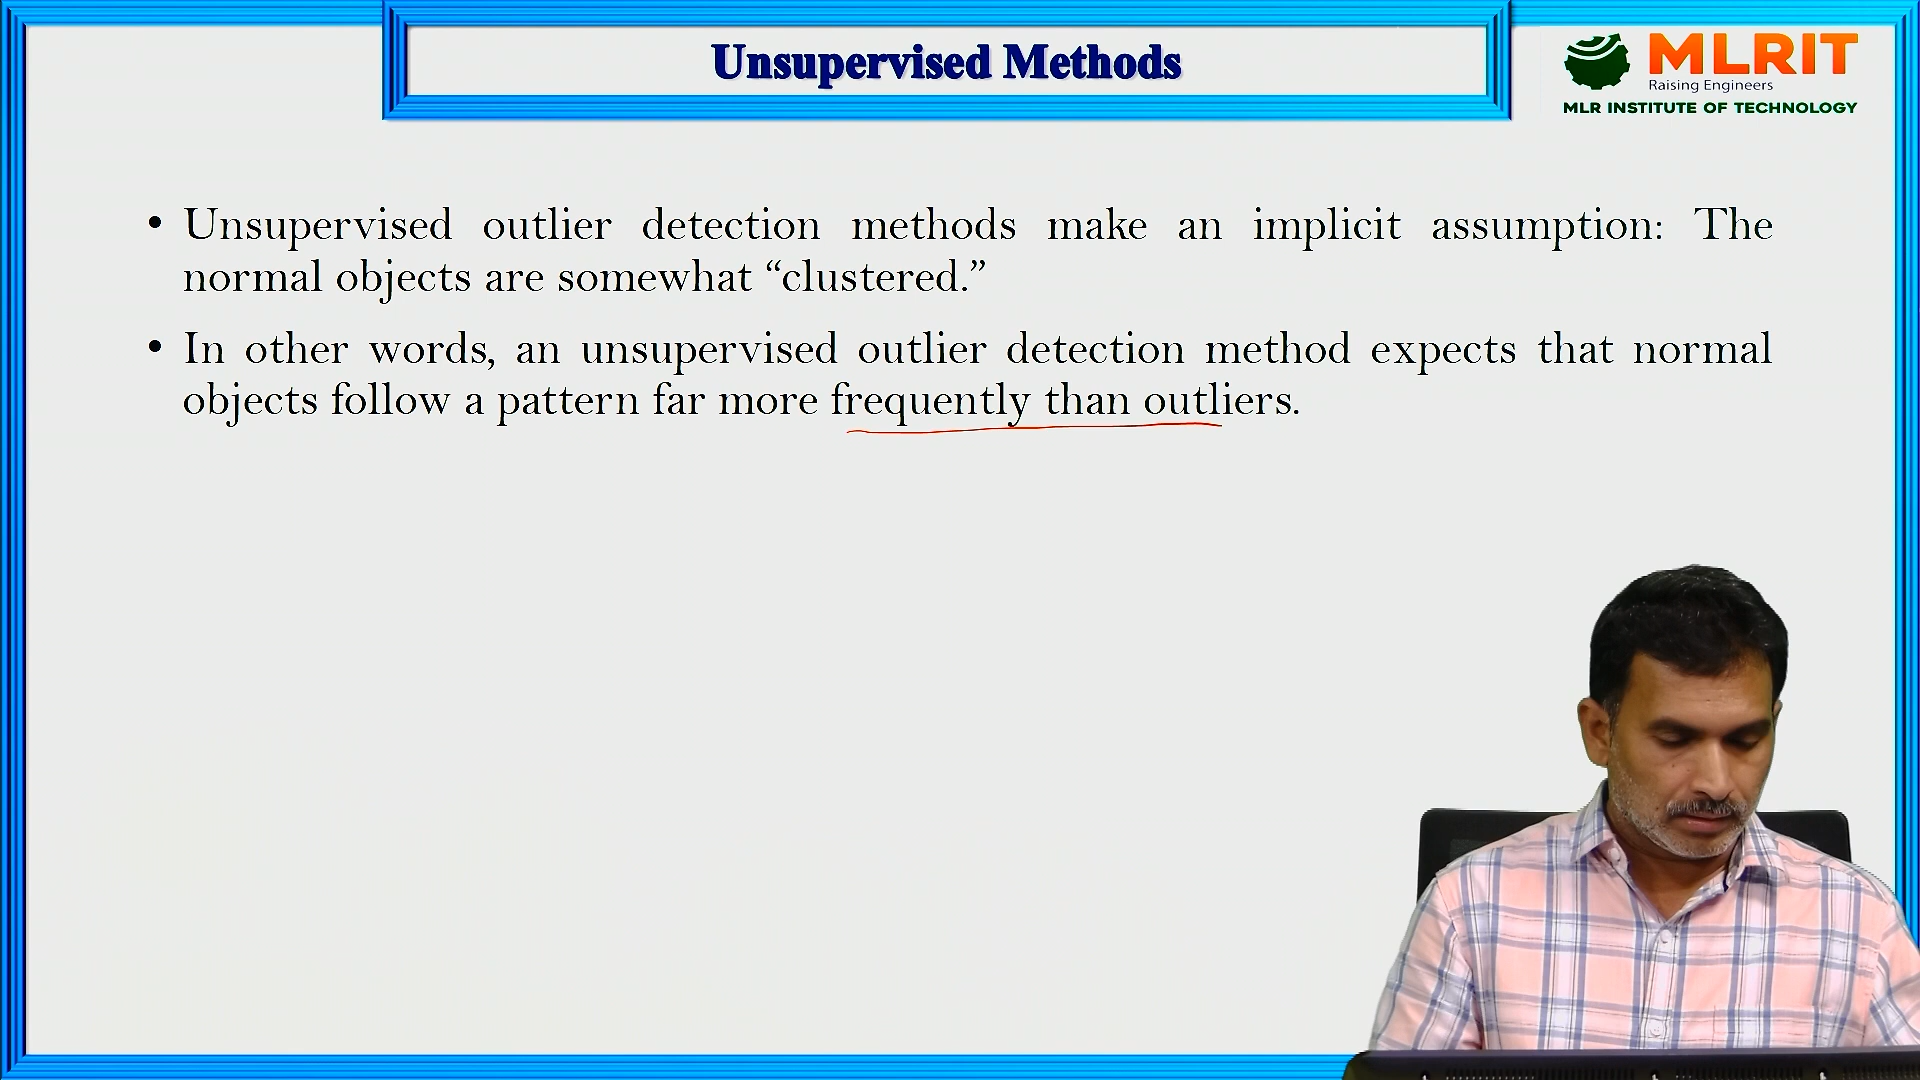 Unsupervised Methods
MLRIT
Raising Engineers
MLR INSTITUTE OF TECHNOLOGY
• Unsupervised outlier detection methods make an implicit assumption: The
normal objects are somewhat “clustered.”
• In other words, an unsupervised outlier detection method expects that normal
objects follow a pattern far more frequently than outliers.